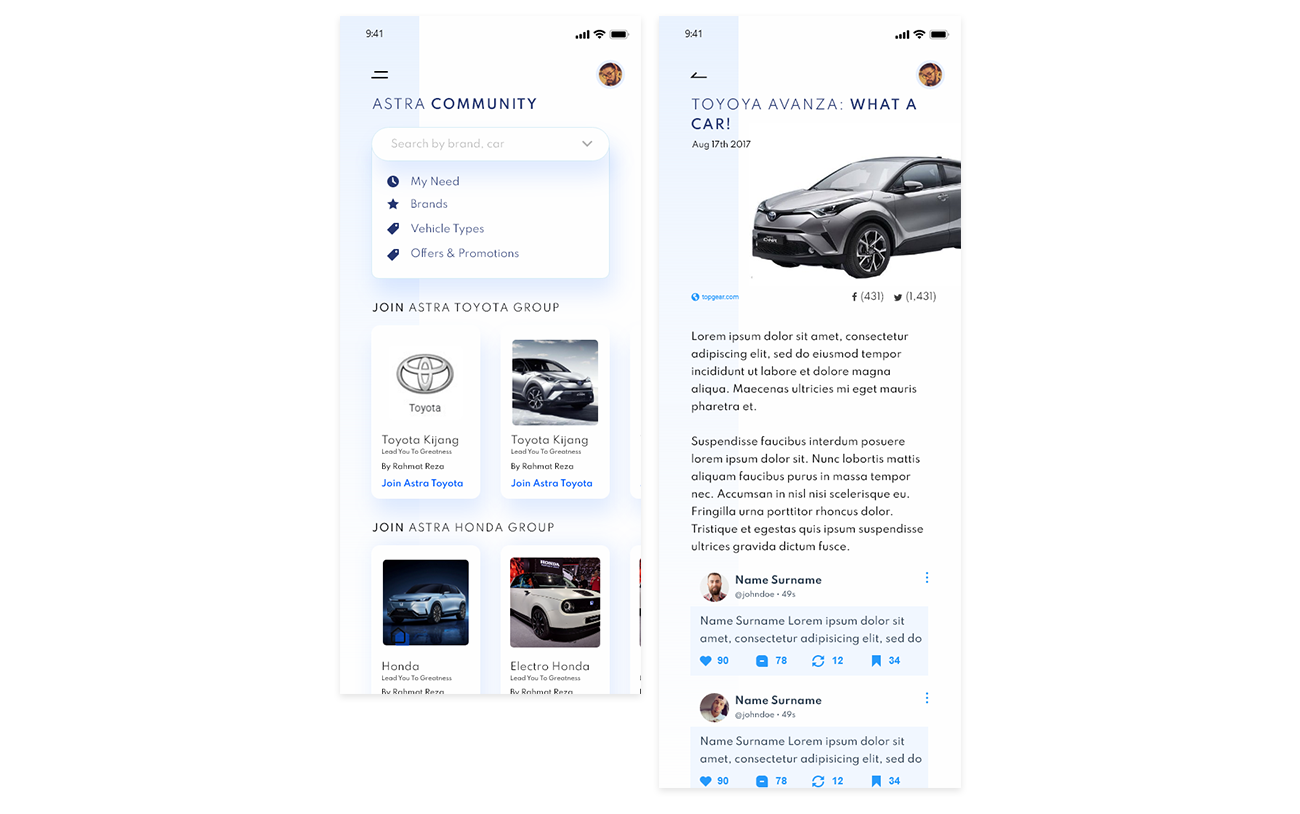 9:41
ASTRA COMMUNITY
Search by brand, car
My Need
Brands
Vehicle Types
Offers & Promotions
JOIN ASTRA TOYOTA GROUP
Toyota
Toyota Kijang
Lead You To Greatness
By Rahmat Reza
Join Astra Toyota
Toyota Kijang
Lead You To Greatness
By Rahmat Reza
Join Astra Toyota
JOIN ASTRA HONDA GROUP
Honda
Lead You To Greatness
By Rahmat Reza
HONDA
Electro Honda
Lead You To Greatness
By Rahmat Reza
9:41
TOYOYA AVANZA: WHAT A
CAR!
Aug 17th 2017
topgear.com
(431) (1,431)
Lorem ipsum dolor sit amet, consectetur
adipiscing elit, sed do eiusmod tempor
incididunt ut labore et dolore magna
aliqua. Maecenas ultricies mi eget mauris
pharetra et.
Suspendisse faucibus interdum posuere
lorem ipsum dolor sit. Nunc lobortis mattis
aliquam faucibus purus in massa tempor
nec. Accumsan in nisl nisi scelerisque eu.
Fringilla urna porttitor rhoncus dolor.
Tristique et egestas quis ipsum suspendisse
ultrices gravida dictum fusce.
Name Surname
@johndoe • 49s
Name Surname Lorem ipsum dolor sit
amet, consectetur adipisicing elit, sed do
90 78 12 34
Name Surname
@johndoe • 49s
Name Surname Lorem ipsum dolor sit
amet, consectetur adipisicing elit, sed do
90 78 12 34